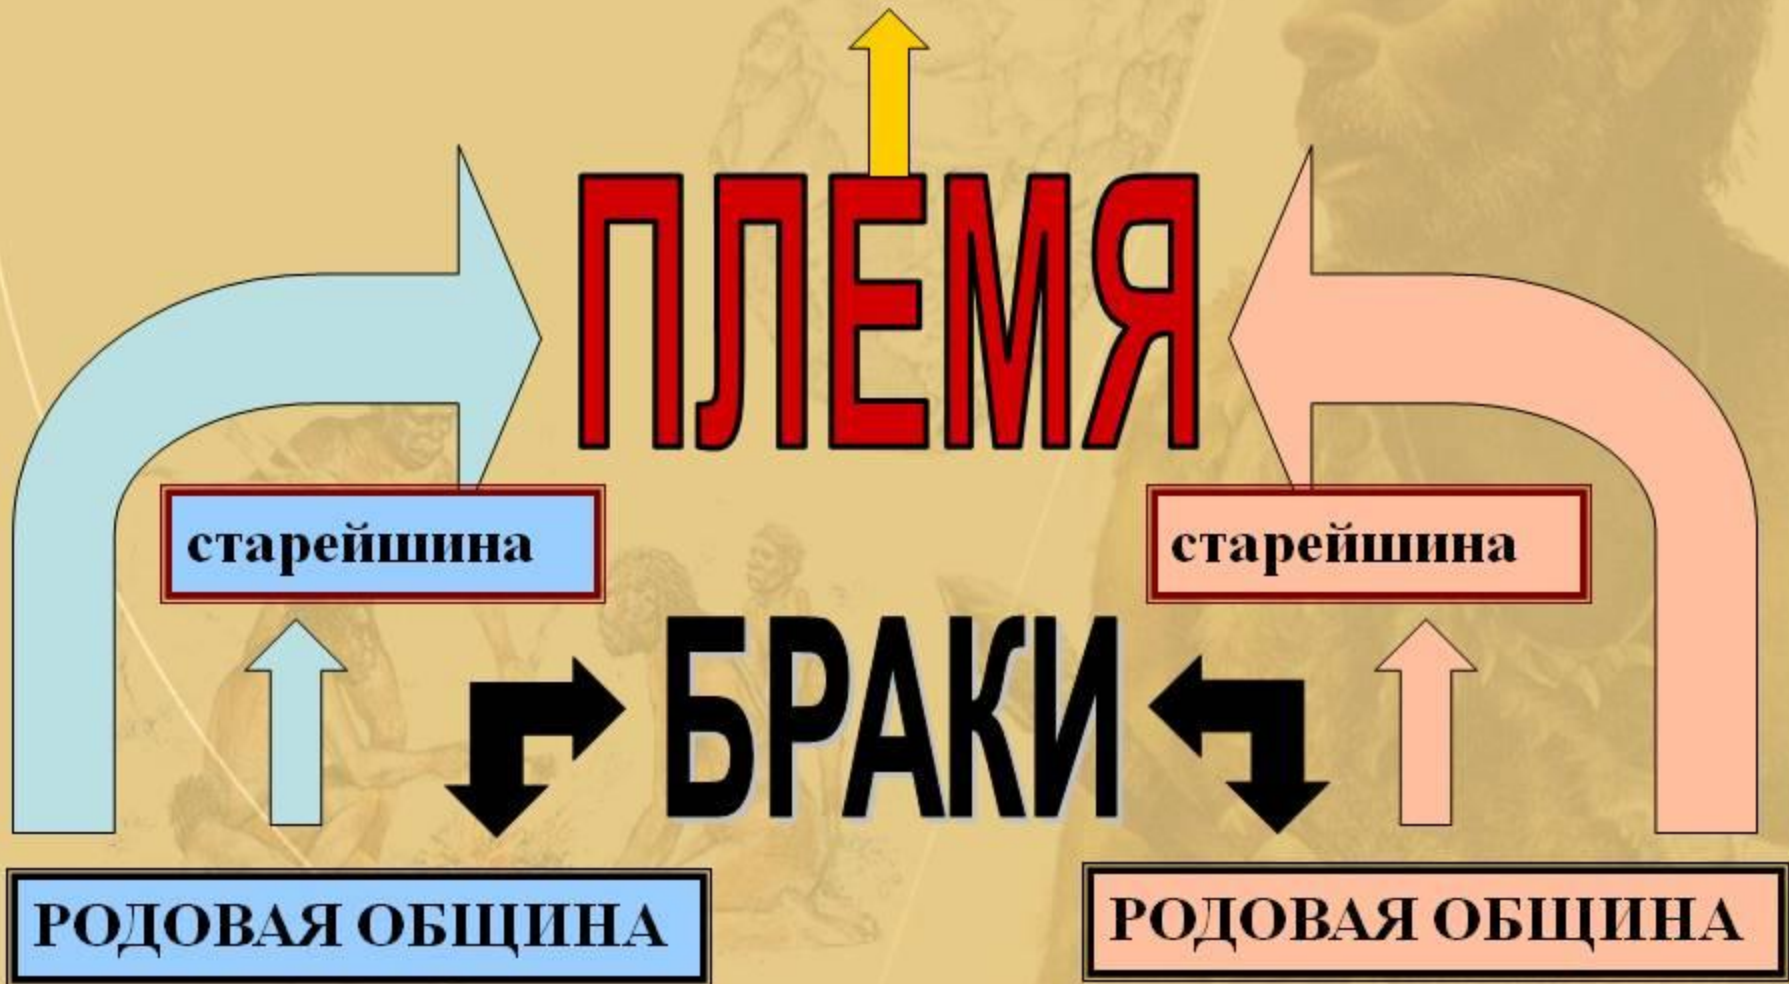 ПЛЕМЯ
старейшина
старейшина
БРАКИ
РОДОВАЯ ОБЩИНА
РОДОВАЯ ОБЩИНА